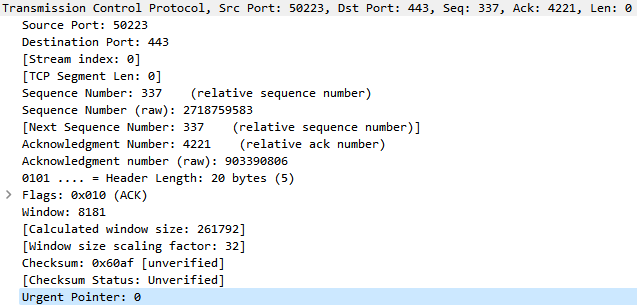 Transmission Control Protocol, Src Port: 50223, Dst Port: 443, Seq: 337, Ack: 4221, Len: 0
Source Port: 50223
Destination Port: 443
[Stream index: 0]
[TCP Segment Len: 0]
Sequence Number: 337    (relative sequence number)
Sequence Number (raw): 2718759583
[Next Sequence Number: 337    (relative sequence number)]
Acknowledgment Number: 4221    (relative ack number)
Acknowledgment number (raw): 903390806
0101 .... = Header Length: 20 bytes (5)
Flags: 0x010 (ACK)
Window: 8181
[Calculated window size: 261792]
[Window size scaling factor: 32]
Checksum: 0x60af [unverified]
[Checksum Status: Unverified]
Urgent Pointer: 0